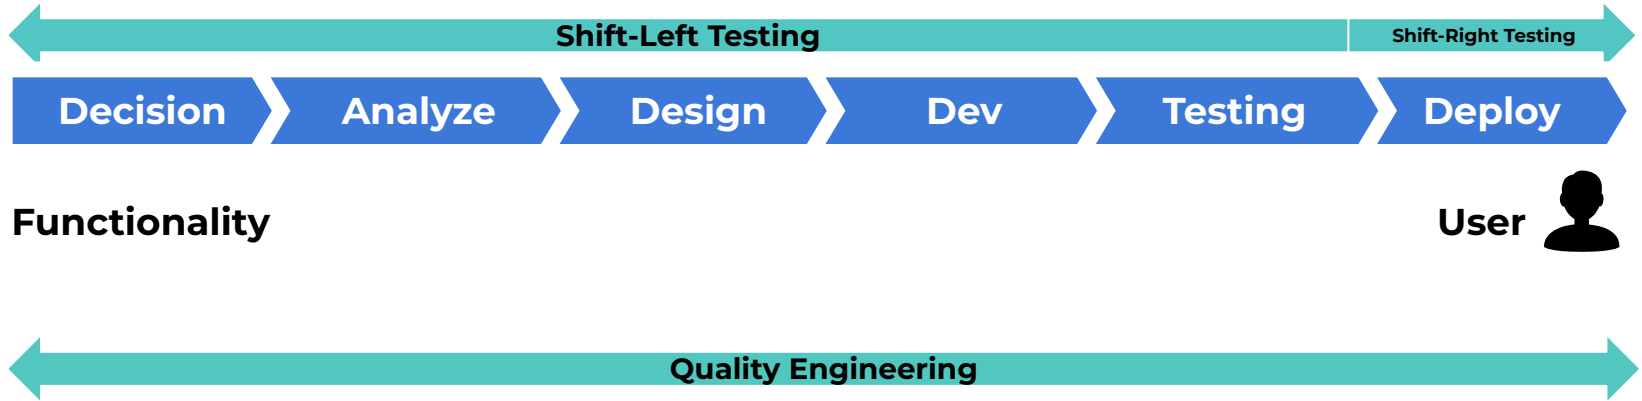 Shift-Left Testing
Shift-Right Testing
Decision
Analyze
Design
Dev
Testing
Deploy
Functionality
User
Quality Engineering